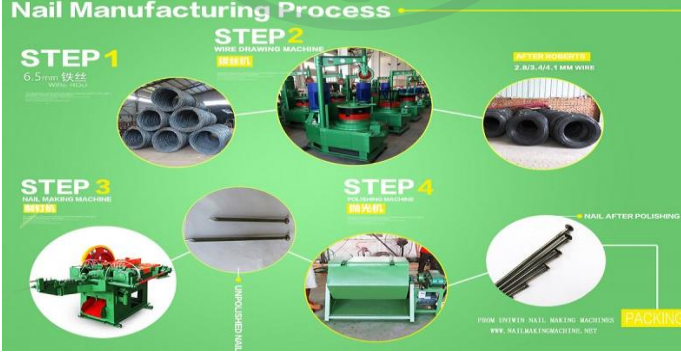 Nail Manufacturing Process
STEP 1
6.5mm 铁丝
STEP 2
WIRE DRAWING MACHINE
拔丝机
AFTER ROBERTS
2.8/3.4/4.1 MM WIRE
STEP 3
NAIL MAKING MACHINE
制钉机
UNPOLISHED NAIL
STEP 4
POLISHING MACHINE
抛光机
NAIL AFTER POLISHING
FROM UNIWIN NAIL MAKING MACHINES
WWW.NAILMAKINGMACHINE.NET
PACKING